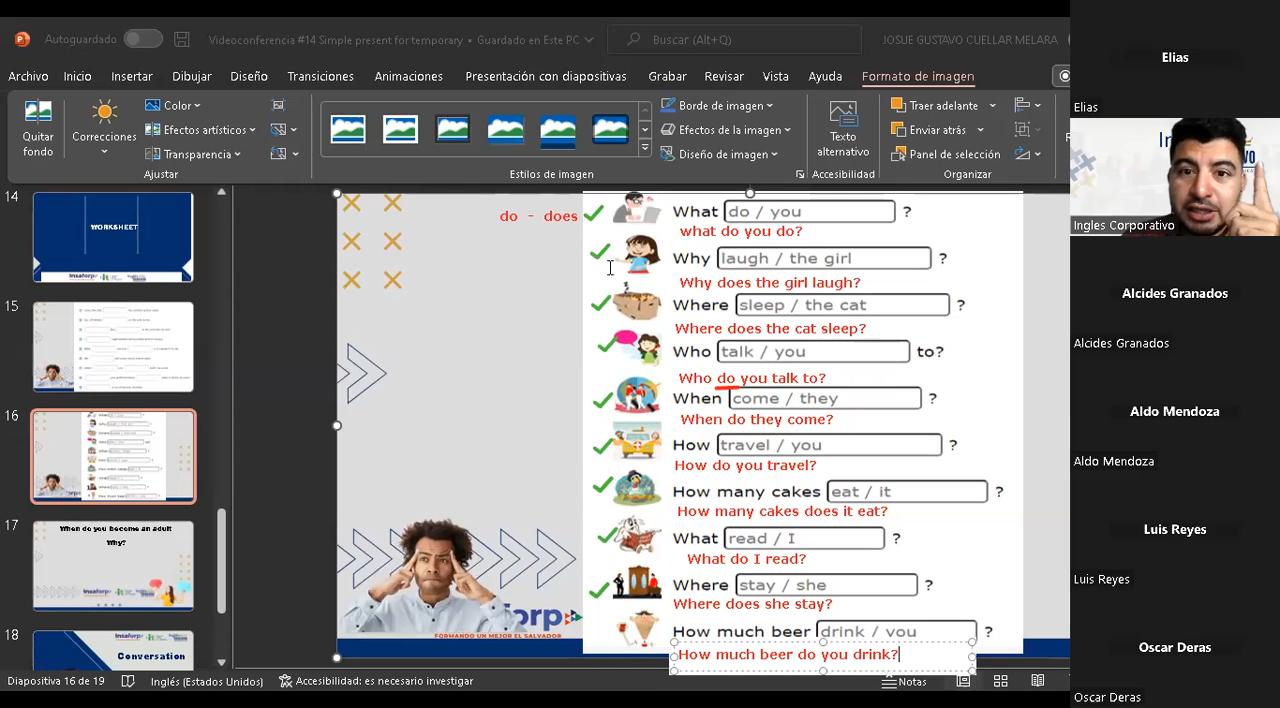 Autoguardado
Videoconferencia #14 Simple present for temporary • Guardado en Este PC
Buscar (Alt+Q)
JOSUE GUSTAVO CUELLAR MELARA
Archivo Inicio Insertar Dibujar Diseño Transiciones Animaciones Presentación con diapositivas Grabar Revisar Vista Ayuda Formato de imagen
Quitar fondo
Correcciones
Color
Efectos artísticos
Transparencia
Ajustar
Estilos de imagen
Borde de imagen
Efectos de la imagen
Diseño de imagen
Texto alternativo
Accesibilidad
Traer adelante
Enviar atrás
Panel de selección
Organizar
14
WORKSHEET
Insaforp
15
16
17
When do you become an adult
Why?
18
Insaforp
Conversation
do - does
What do / you ?
what do you do?
Why laugh / the girl ?
Why does the girl laugh?
Where sleep / the cat ?
Where does the cat sleep?
Who talk / you to?
Who do you talk to?
When come / they ?
When do they come?
How travel / you ?
How do you travel?
How many cakes eat / it ?
How many cakes does it eat?
What read / I ?
What do I read?
Where stay / she ?
Where does she stay?
How much beer drink / you ?
How much beer do you drink?
FORMANDO UN MEJOR EL SALVADOR
Diapositiva 16 de 19
Inglés (Estados Unidos)
Accesibilidad: es necesario investigar
Notas
Elias
Elias
Ingles Corporativo
Alcides Granados
Alcides Granados
Aldo Mendoza
Aldo Mendoza
Luis Reyes
Luis Reyes
Oscar Deras
Oscar Deras